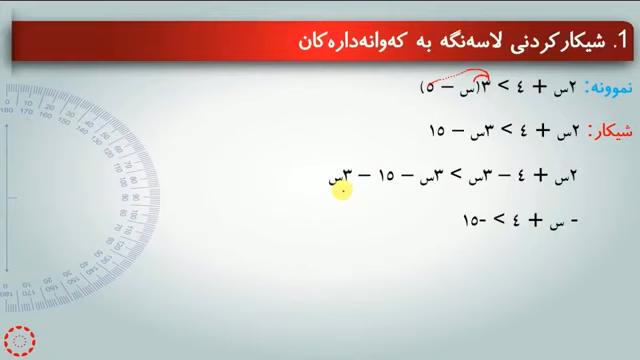 1. شیکارکردنی لاسەنگە بە کەوانەدارەکان
نموونە: ٢س + ٤ > ٣(س − ٥)
شیکار: ٢س + ٤ > ٣س − ١٥
٢س + ٤ − ٣س > ٣س − ١٥ − ٣س
- س + ٤ > -١٥